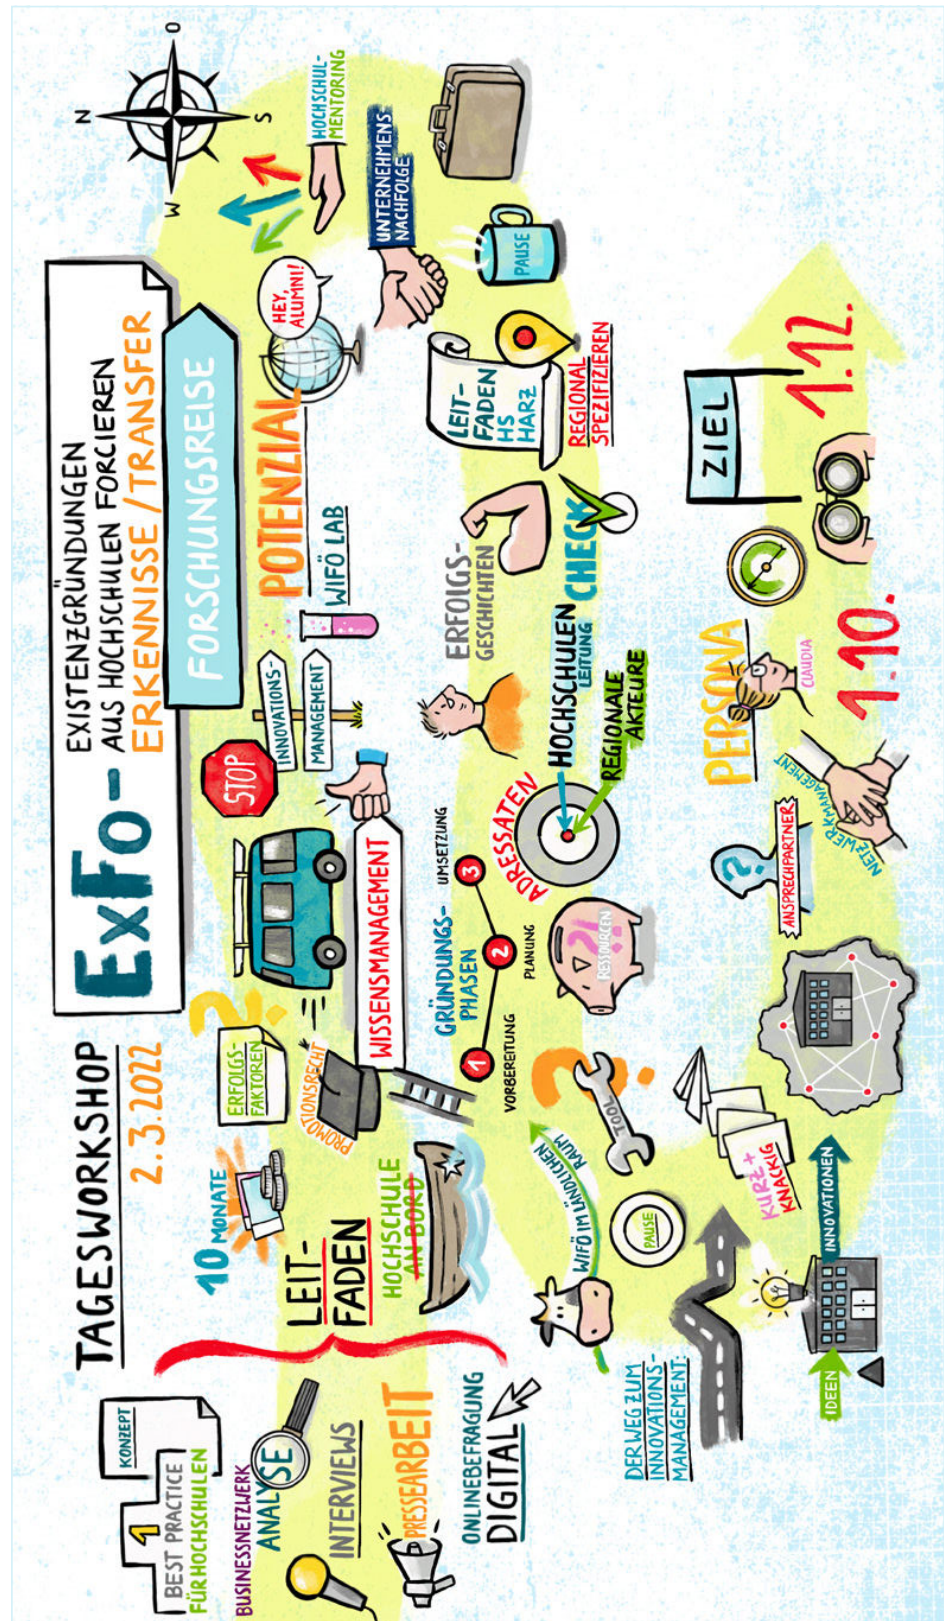 TAGESWORKSHOP
2.3.2022
ExFo-
EXISTENZGRÜNDUNGEN
AUS HOCHSCHULEN FORCIEREN
ERKENNISSE / TRANSFER
FORSCHUNGSREISE
N
O
S
W
KONZEPT
1
BEST PRACTICE
FÜR HOCHSCHULEN
BUSINESSNETZWERK
ANALYSE
INTERVIEWS
PRESSEARBEIT
ONLINEBEFRAGUNG
DIGITAL
10 MONATE
LEIT-
FADEN
HOCHSCHULE
AN BORD
?
ERFOLGS-
FAKTOREN
PROMOTIONSRECHT
WISSENSMANAGEMENT
STOP
INNOVATIONS-
MANAGEMENT
POTENZIAL
WIFÖ LAB
HEY,
ALUMNI!
HOCHSCHUL-
MENTORING
UNTERNEHMENS-
NACHFOLGE
PAUSE
LEIT-
FADEN
HS
HARZ
REGIONAL
SPEZIFIZIEREN
ERFOLGS-
GESCHICHTEN
CHECK
HOCHSCHULEN
LEITUNG
REGIONALE
AKTEURE
ADRESSATEN
GRÜNDUNGS-
PHASEN
1
VORBEREITUNG
2
PLANUNG
3
UMSETZUNG
?!
RESSOURCEN
?
TOOL
WIFÖ IM LÄNDLICHEN
RAUM
PAUSE
DER WEG ZUM
INNOVATIONS-
MANAGEMENT:
IDEEN
INNOVATIONEN
KURZ +
KNACKIG
?
ANSPRECHPARTNER
NETZWERKMANAGEMENT
PERSONA
CLAUDIA
1.10.
ZIEL
1.12.